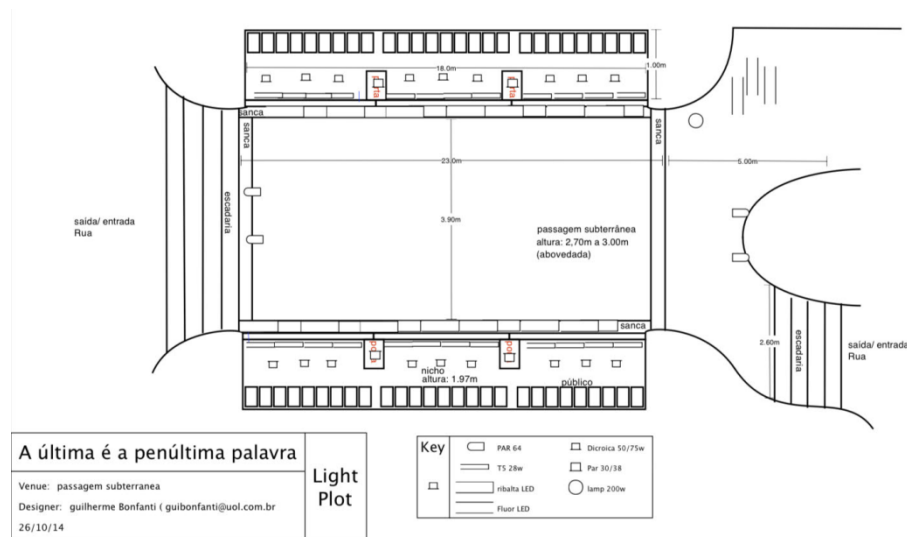 18.0m
1.00m
porta
porta
sanca
sanca
sanca
23.0m
5.00m
escadaria
3.90m
saída/ entrada
Rua
passagem subterrânea
altura: 2,70m a 3.00m
(abovedada)
sanca
2.60m
escadaria
saída/ entrada
Rua
nicho
altura: 1.97m
público
A última é a penúltima palavra
Venue: passagem subterranea
Designer: guilherme Bonfanti ( guibonfanti@uol.com.br
26/10/14
Light
Plot
Key
PAR 64
Dicroica 50/75w
T5 28w
Par 30/38
ribalta LED
lamp 200w
Fluor LED